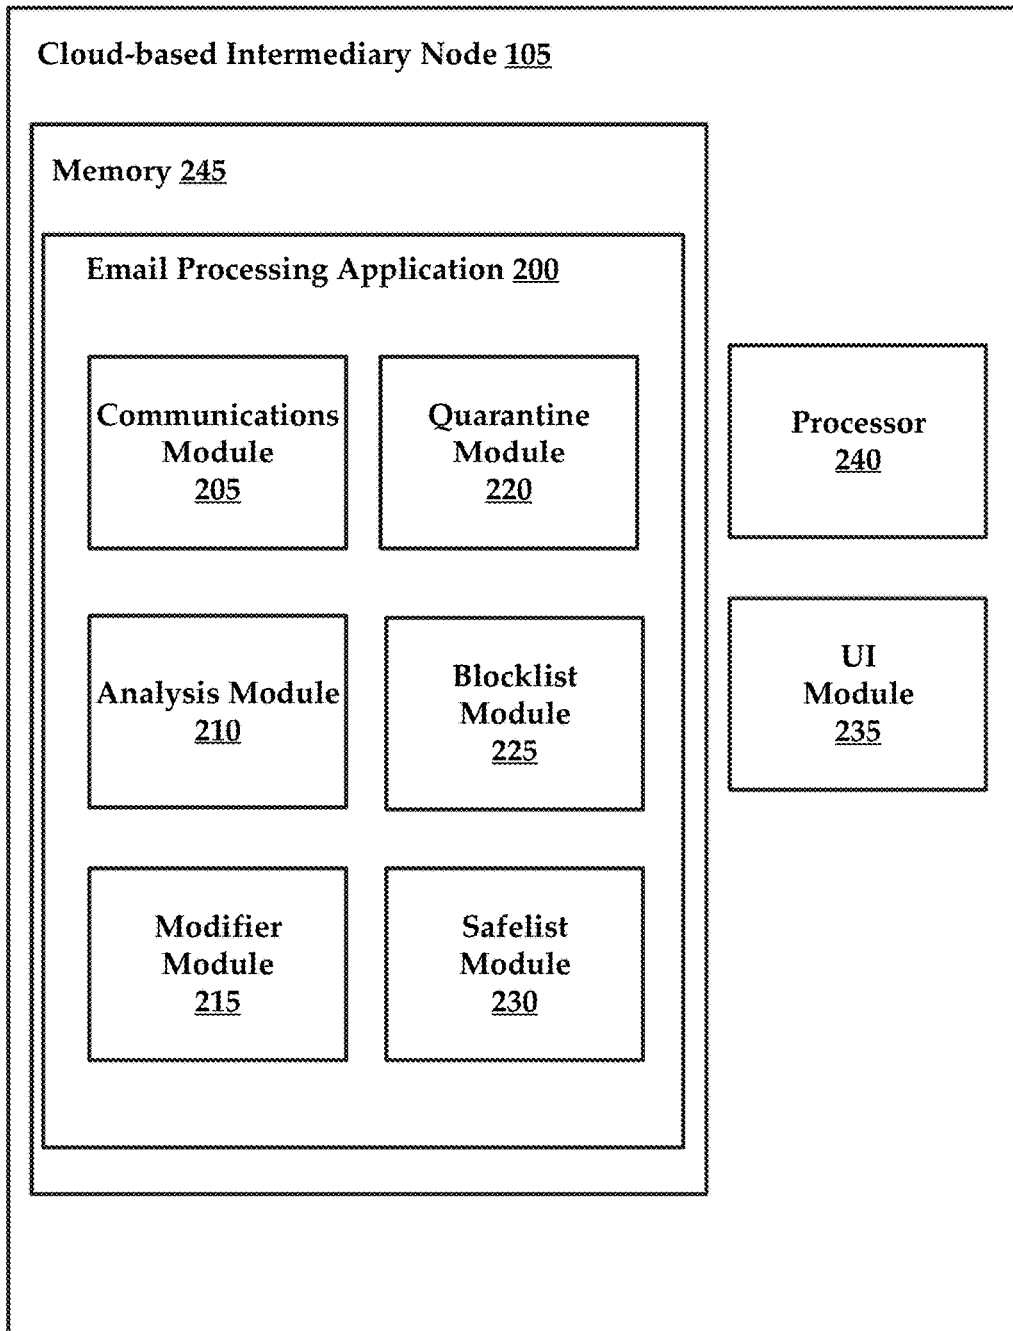 Cloud-based Intermediary Node 105
Memory 245
Email Processing Application 200
Communications
Module
205
Quarantine
Module
220
Processor
240
Analysis Module
210
Blocklist
Module
225
UI
Module
235
Modifier
Module
215
Safelist
Module
230